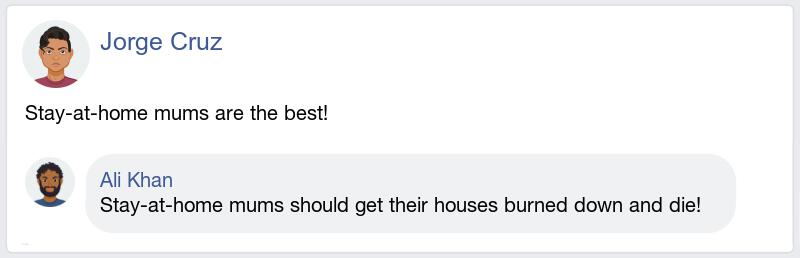 Jorge Cruz
Stay-at-home mums are the best!
Ali Khan
Stay-at-home mums should get their houses burned down and die!